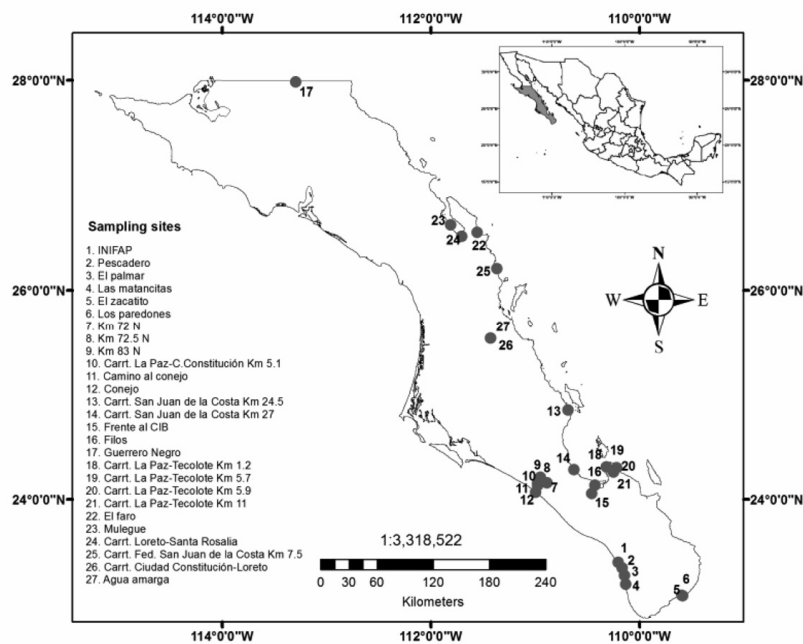 114°0'0"W 112°0'0"W 110°0'0"W
28°0'0"N
28°0'0"N
26°0'0"N
26°0'0"N
24°0'0"N
24°0'0"N
114°0'0"W 112°0'0"W 110°0'0"W
17
23
24
22
25
27
26
13
14
18
19
16
20
21
15
9
8
10
7
11
12
1
2
3
4
5
6
N
W
E
S
Sampling sites
1. INIFAP
2. Pescadero
3. El palmar
4. Las matancitas
5. El zacatito
6. Los paredones
7. Km 72 N
8. Km 72.5 N
9. Km 83 N
10. Carrt. La Paz-C.Constitución Km 5.1
11. Camino al conejo
12. Conejo
13. Carrt. San Juan de la Costa Km 24.5
14. Carrt. San Juan de la Costa Km 27
15. Frente al CIB
16. Filos
17. Guerrero Negro
18. Carrt. La Paz-Tecolote Km 1.2
19. Carrt. La Paz-Tecolote Km 5.7
20. Carrt. La Paz-Tecolote Km 5.9
21. Carrt. La Paz-Tecolote Km 11
22. El faro
23. Mulegue
24. Carrt. Loreto-Santa Rosalia
25. Carrt. Fed. San Juan de la Costa Km 7.5
26. Carrt. Ciudad Constitución-Loreto
27. Agua amarga
1:3,318,522
0 15 30 60 120 180 240
Kilometers